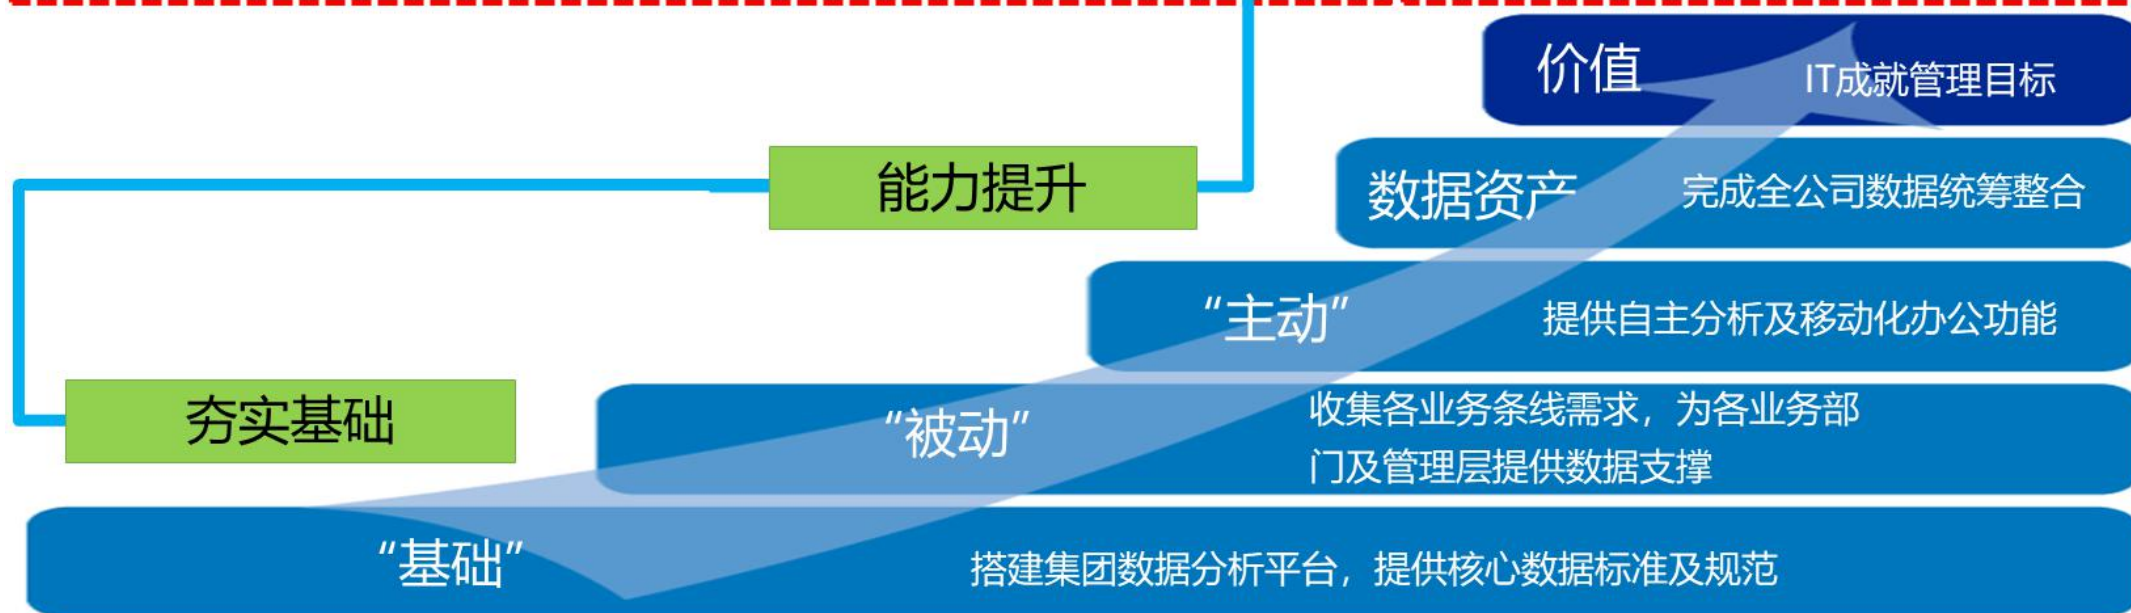 价值
IT成就管理目标
能力提升
数据资产
完成全公司数据统筹整合
“主动”
提供自主分析及移动化办公功能
夯实基础
“被动”
收集各业务条线需求，为各业务部
门及管理层提供数据支撑
“基础”
搭建集团数据分析平台，提供核心数据标准及规范